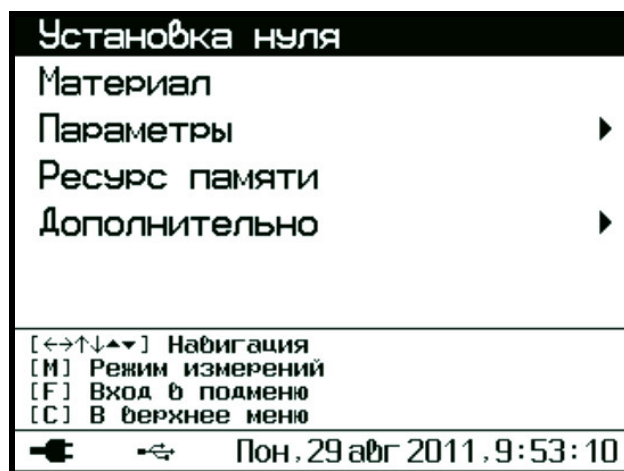 Установка нуля
Материал
Параметры
Ресурс памяти
Дополнительно
[←→↑↓▲▼] Навигация
[M] Режим измерений
[F] Вход в подменю
[C] В верхнее меню
Пон, 29 авг 2011, 9:53:10